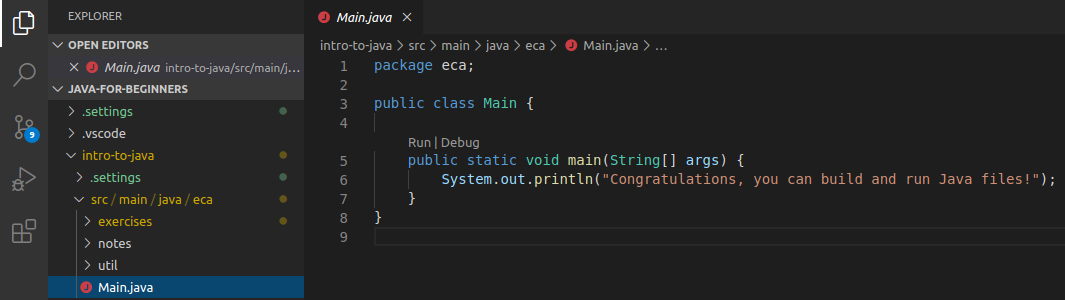 EXPLORER
OPEN EDITORS
Main.java intro-to-java/src/main/j...
JAVA-FOR-BEGINNERS
.settings
.vscode
intro-to-java
.settings
src / main / java / eca
exercises
notes
util
Main.java
9
Main.java
intro-to-java > src > main > java > eca > Main.java > ...
1 package eca;
2
3 public class Main {
4
Run | Debug
5 public static void main(String[] args) {
6 System.out.println("Congratulations, you can build and run Java files!");
7 }
8 }
9